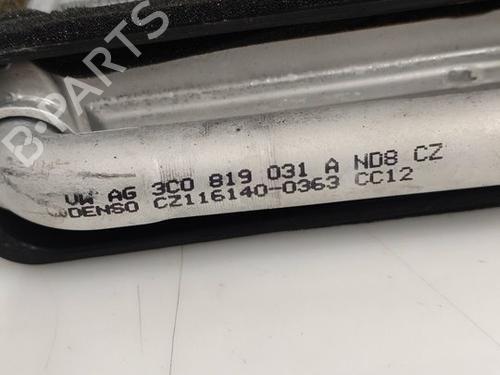 B-PARTS
VW AG 3C0 819 031 A ND8 CZ
DENSO CZ116140-0363 CC12